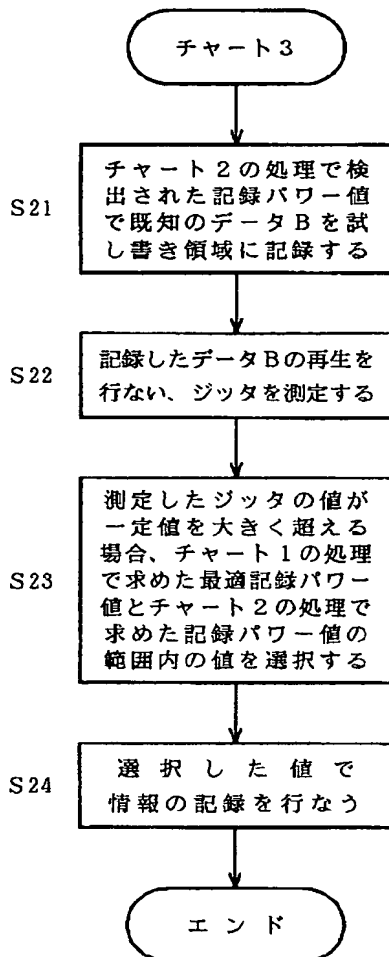 チャート3
S21
チャート2の処理で検
出された記録パワー値
で既知のデータBを試
し書き領域に記録する
S22
記録したデータBの再生を
行ない、ジッタを測定する
S23
測定したジッタの値が
一定値を大きく超える
場合、チャート1の処理
で求めた最適記録パワー
値とチャート2の処理で
求めた記録パワー値の
範囲内の値を選択する
S24
選択した値で
情報の記録を行なう
エンド